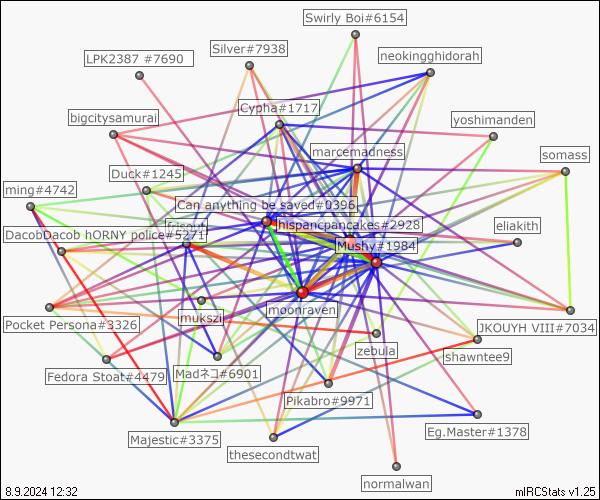 Swirly Boi#6154
Silver#7938
LPK2387 #7690
neokingghidorah
Cypha#1717
bigcitysamurai
yoshimanden
marcemadness
somass
Duck#1245
ming#4742
Can anything be saved#0396
hispancpancakes#2928
eliakith
DacobDacob hORNY police#5271
Mushy#1984
moonraven
mukszii
Pocket Persona#3326
JKOUYH VIII#7034
zebula
shawntee9
Fedora Stoat#4479
Madネコ#6901
Pikabro#9971
Majestic#3375
Eg.Master#1378
thesecondtwat
normalwan
8.9.2024 12:32
mIRCStats v1.25